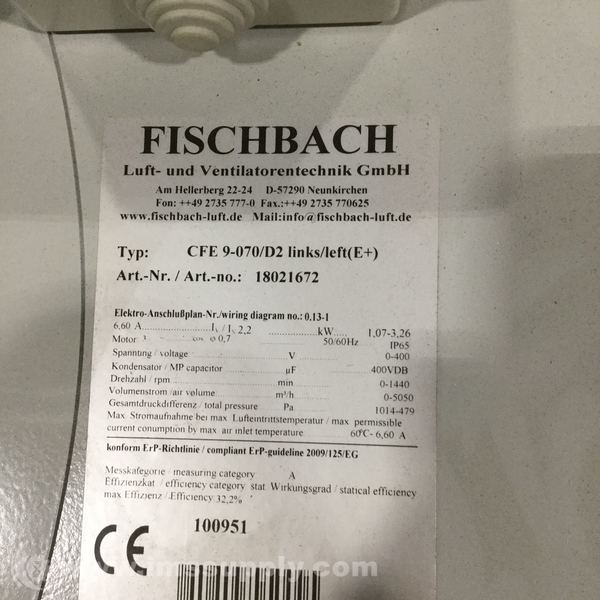 FISCHBACH
Luft- und Ventilatorentechnik GmbH
Am Hellerberg 22-24 D-57290 Neunkirchen
Fon: ++49 2735 777-0 Fax.:++49 2735 770625
www.fischbach-luft.de Mail:info@fischbach-luft.de
Typ: CFE 9-070/D2 links/left(E+)
Art.-Nr. / Art.-no.: 18021672
Elektro-Anschlußplan-Nr./wiring diagram no.: 0,13-1
6,60 A 2,2 kW 1,07-3,26
Motor 3 cos φ 0,7 50/60Hz IP65
Spannung / voltage V 0-400
Kondensator / MP capacitor µF 400VDB
Drehzahl / rpm min 0-1440
Volumenstrom /air volume m³/h 0-5050
Gesamtdruckdifferenz / total pressure Pa 1014-479
Max. Stromaufnahme bei max. Lufteintrittstemperatur / max. permissible
current conumption by max. air inlet temperature 60°C- 6,60 A
konform ErP-Richtlinie / compliant ErP-guideline 2009/125/EG
Messkategorie / measuring category A
Effizienzkat / efficiency category stat. Wirkungsgrad / statical efficiency
max Effizienz / Efficiency 32,2%
100951
CE